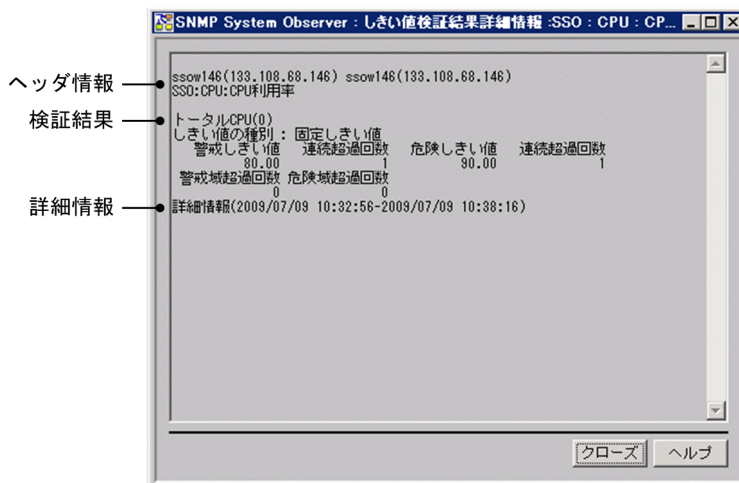 SNMP System Observer : しきい値検証結果詳細情報 :SSO : CPU : CP...
ヘッダ情報
ssow146(133.108.68.146) ssow146(133.108.68.146)
SSO:CPU:CPU利用率
検証結果
トータルCPU(0)
しきい値の種別 : 固定しきい値
警戒しきい値 連続超過回数 危険しきい値 連続超過回数
80.00 1 90.00 1
警戒域超過回数 危険域超過回数
0 0
詳細情報
詳細情報(2009/07/09 10:32:56-2009/07/09 10:38:16)
クローズ ヘルプ